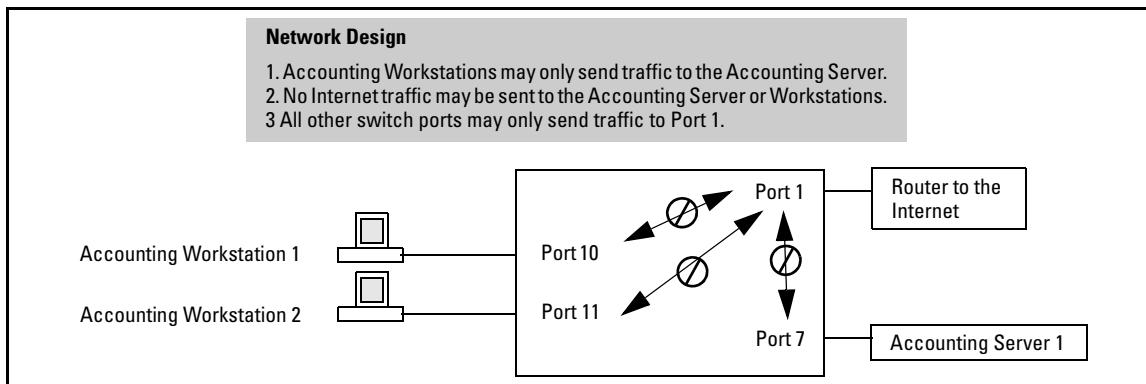 Network Design
1. Accounting Workstations may only send traffic to the Accounting Server.
2. No Internet traffic may be sent to the Accounting Server or Workstations.
3 All other switch ports may only send traffic to Port 1.
Port 1
Router to the
Internet
Accounting Workstation 1
Port 10
Accounting Workstation 2
Port 11
Port 7
Accounting Server 1